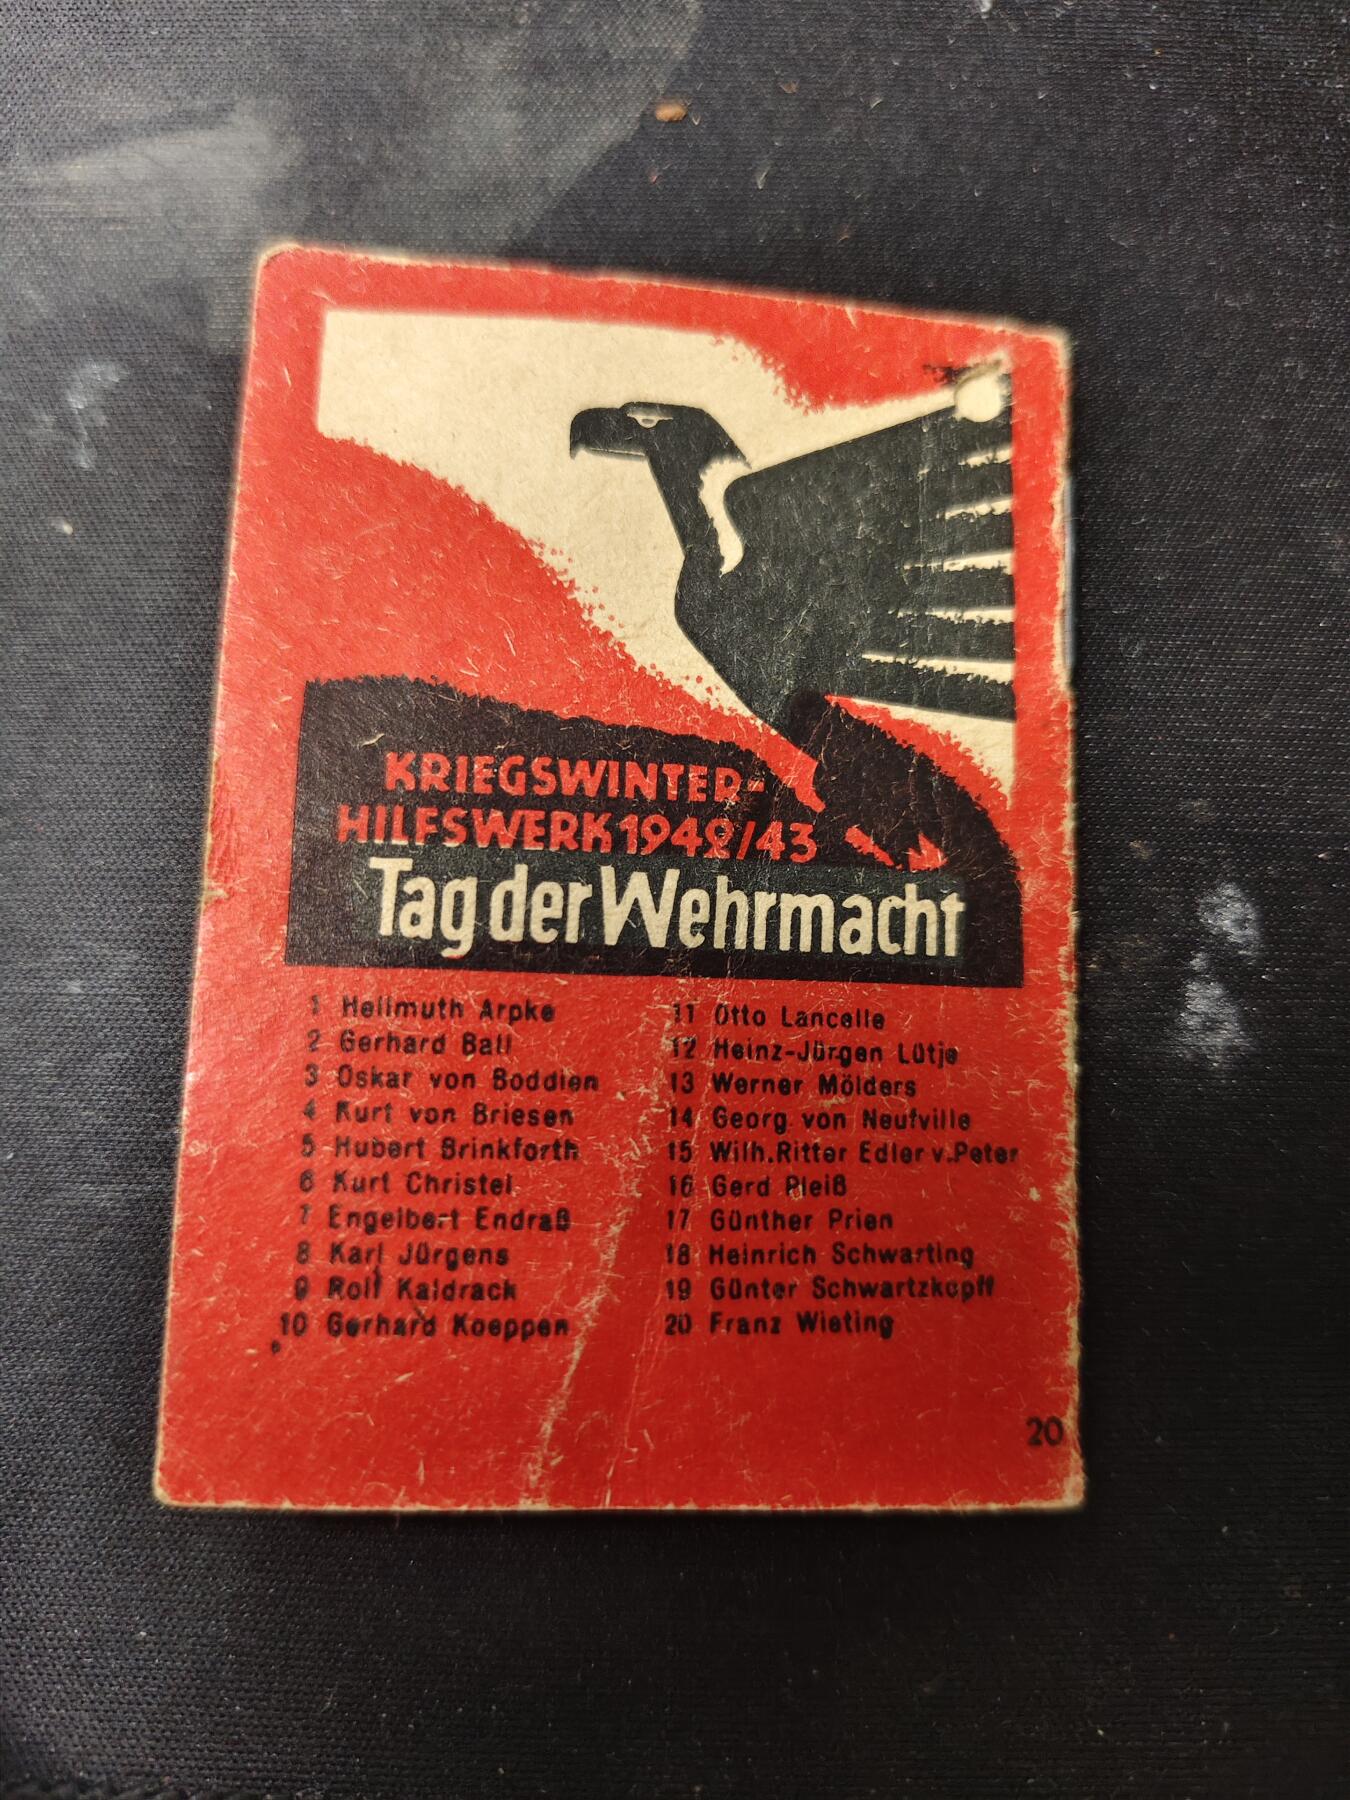 KRIEGSWINTER-
HILFSWERK 1942/43
Tag der Wehrmacht
1 Hellmuth Arpke
2 Gerhard Ball
3 Oskar von Boddien
4 Kurt von Briesen
5 Hubert Brinkforth
6 Kurt Christel
7 Engelbert Endraß
8 Karl Jürgens
9 Rolf Kaldrack
10 Gerhard Koeppen
11 Otto Lancelle
12 Heinz-Jürgen Lütje
13 Werner Mölders
14 Georg von Neufville
15 Wilh.Ritter Edler v.Peter
16 Gerd Pleiß
17 Günther Prien
18 Heinrich Schwarting
19 Günter Schwartzkopff
20 Franz Wieting
20